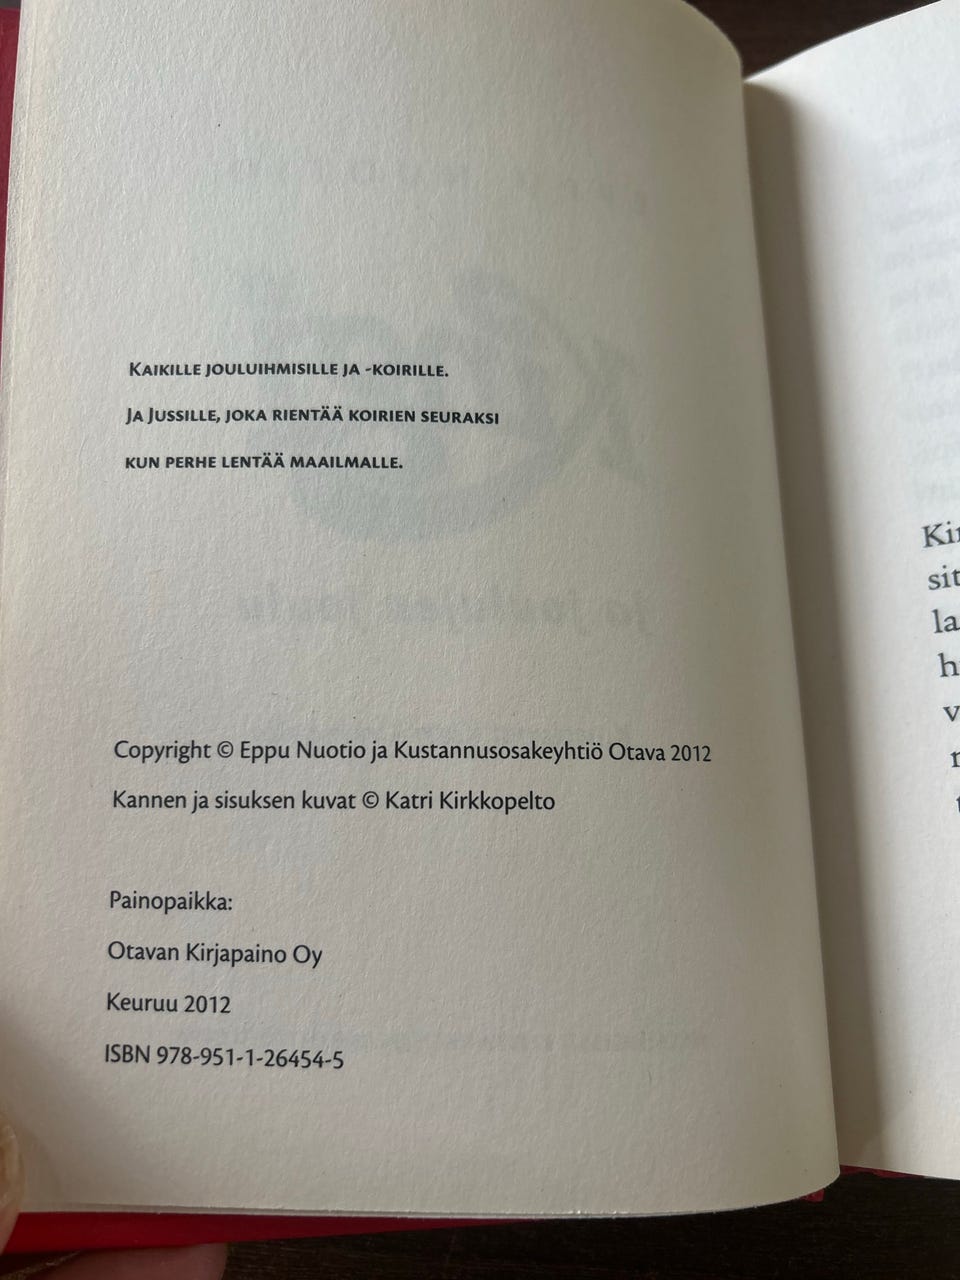 Kaikille jouluihmisille ja -koirille.
Ja Jussille, joka rientää koirien seuraksi
kun perhe lentää maailmalle.
Copyright © Eppu Nuotio ja Kustannusosakeyhtiö Otava 2012
Kannen ja sisuksen kuvat © Katri Kirkkopelto
Painopaikka:
Otavan Kirjapaino Oy
Keuruu 2012
ISBN 978-951-1-26454-5